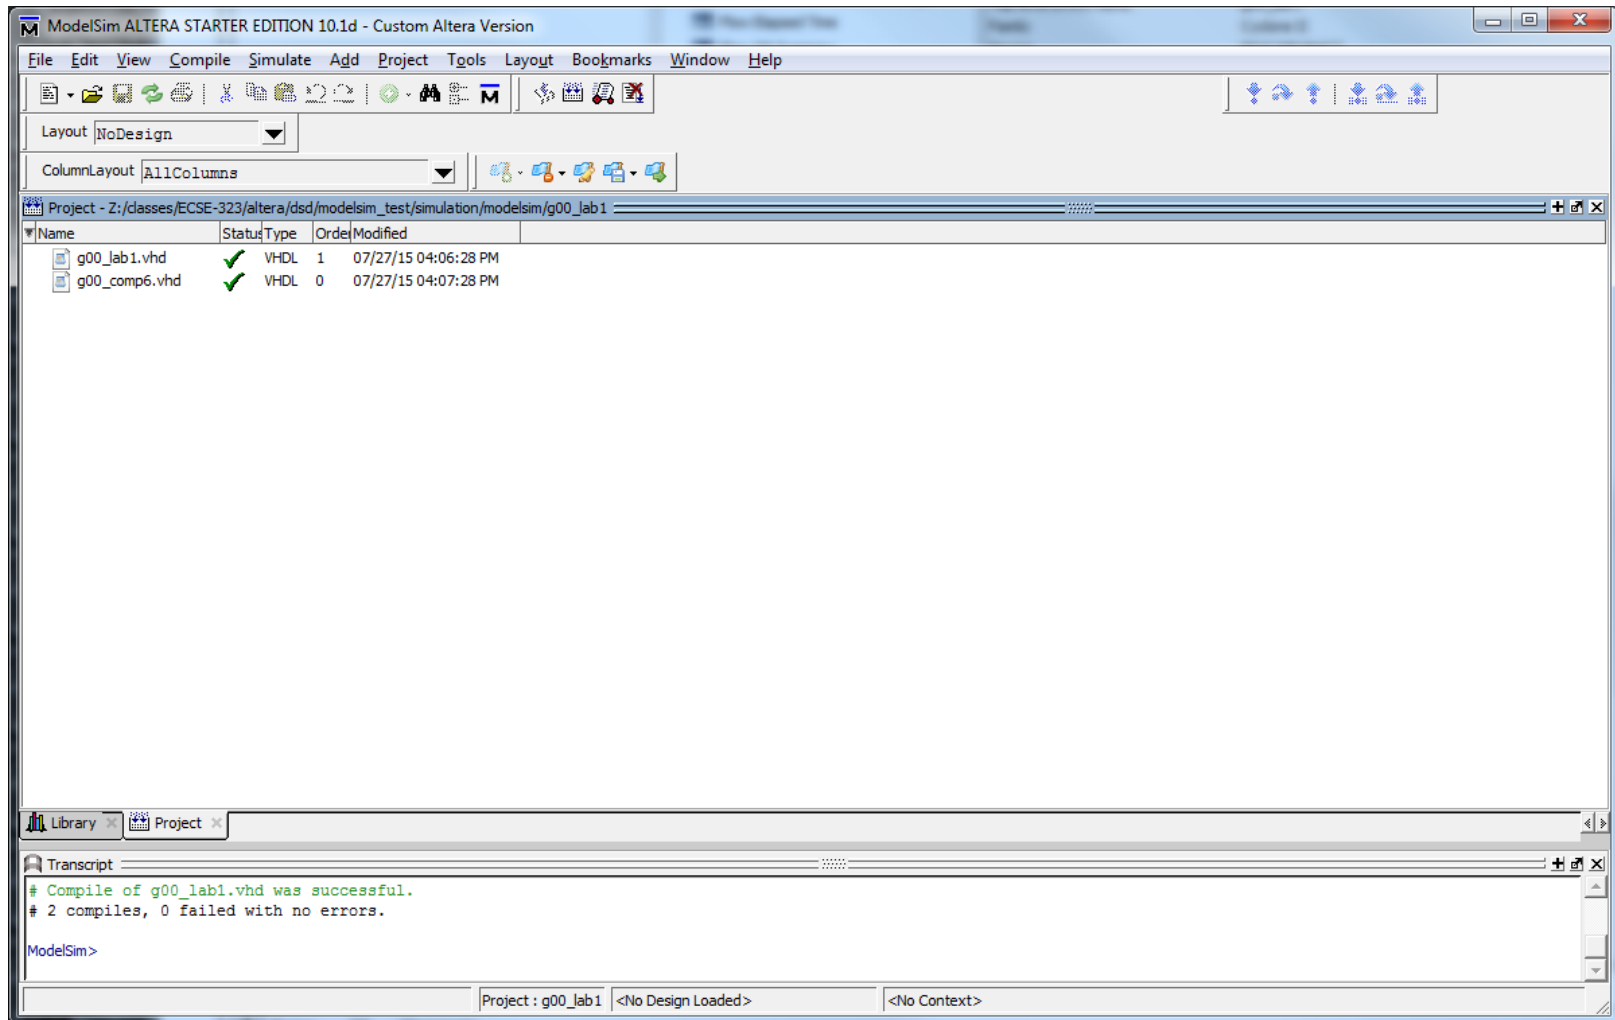 ModelSim ALTERA STARTER EDITION 10.1d - Custom Altera Version
File Edit View Compile Simulate Add Project Tools Layout Bookmarks Window Help
Layout NoDesign
ColumnLayout AllColumns
Project - Z:/classes/ECSE-323/altera/dsd/modelsim_test/simulation/modelsim/g00_lab1
Name Status Type Order Modified
g00_lab1.vhd VHDL 1 07/27/15 04:06:28 PM
g00_comp6.vhd VHDL 0 07/27/15 04:07:28 PM
Library Project
Transcript
# Compile of g00_lab1.vhd was successful.
# 2 compiles, 0 failed with no errors.
ModelSim>
Project : g00_lab1 <No Design Loaded> <No Context>